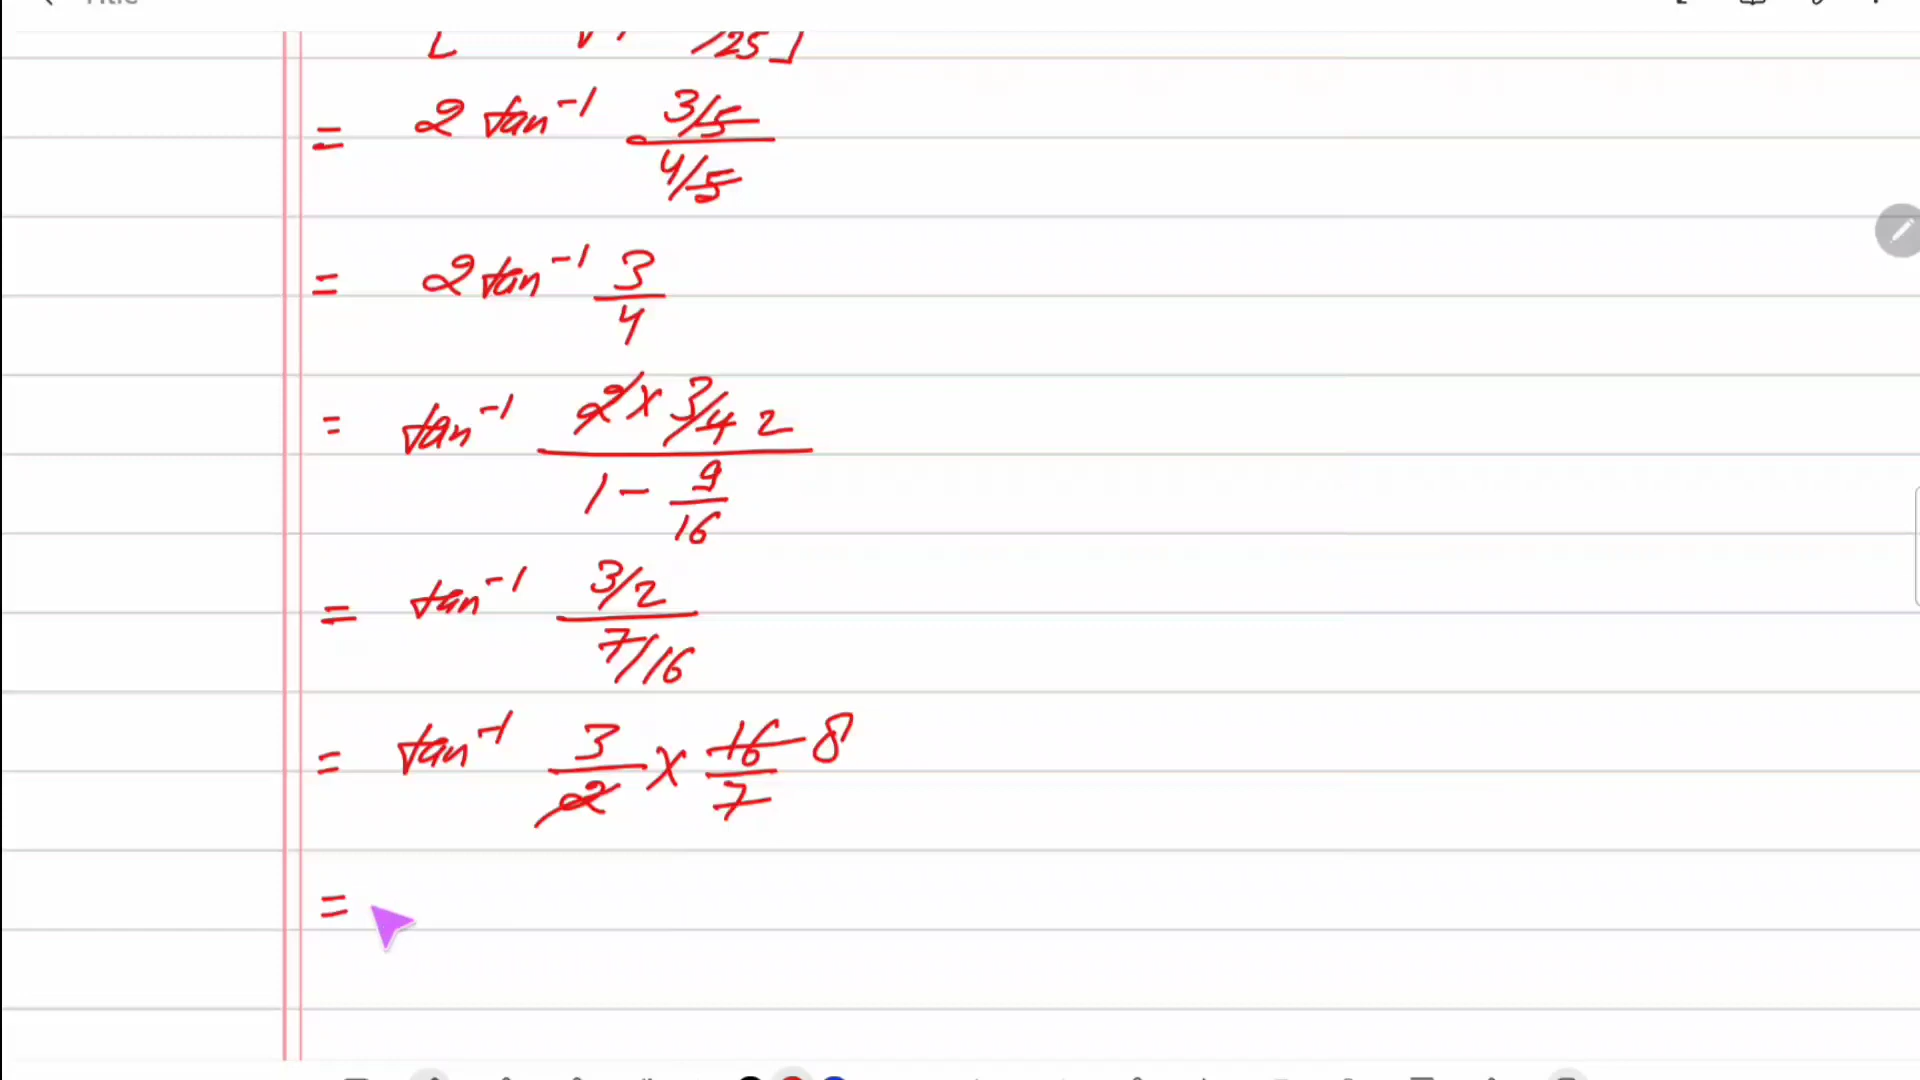 /25]
= 2 tan⁻¹ (3/5)/(4/5)
= 2 tan⁻¹ 3/4
= tan⁻¹ (2 x 3/4 2)/(1 - 9/16)
= tan⁻¹ (3/2)/(7/16)
= tan⁻¹ 3/2 x 16/7 8
=